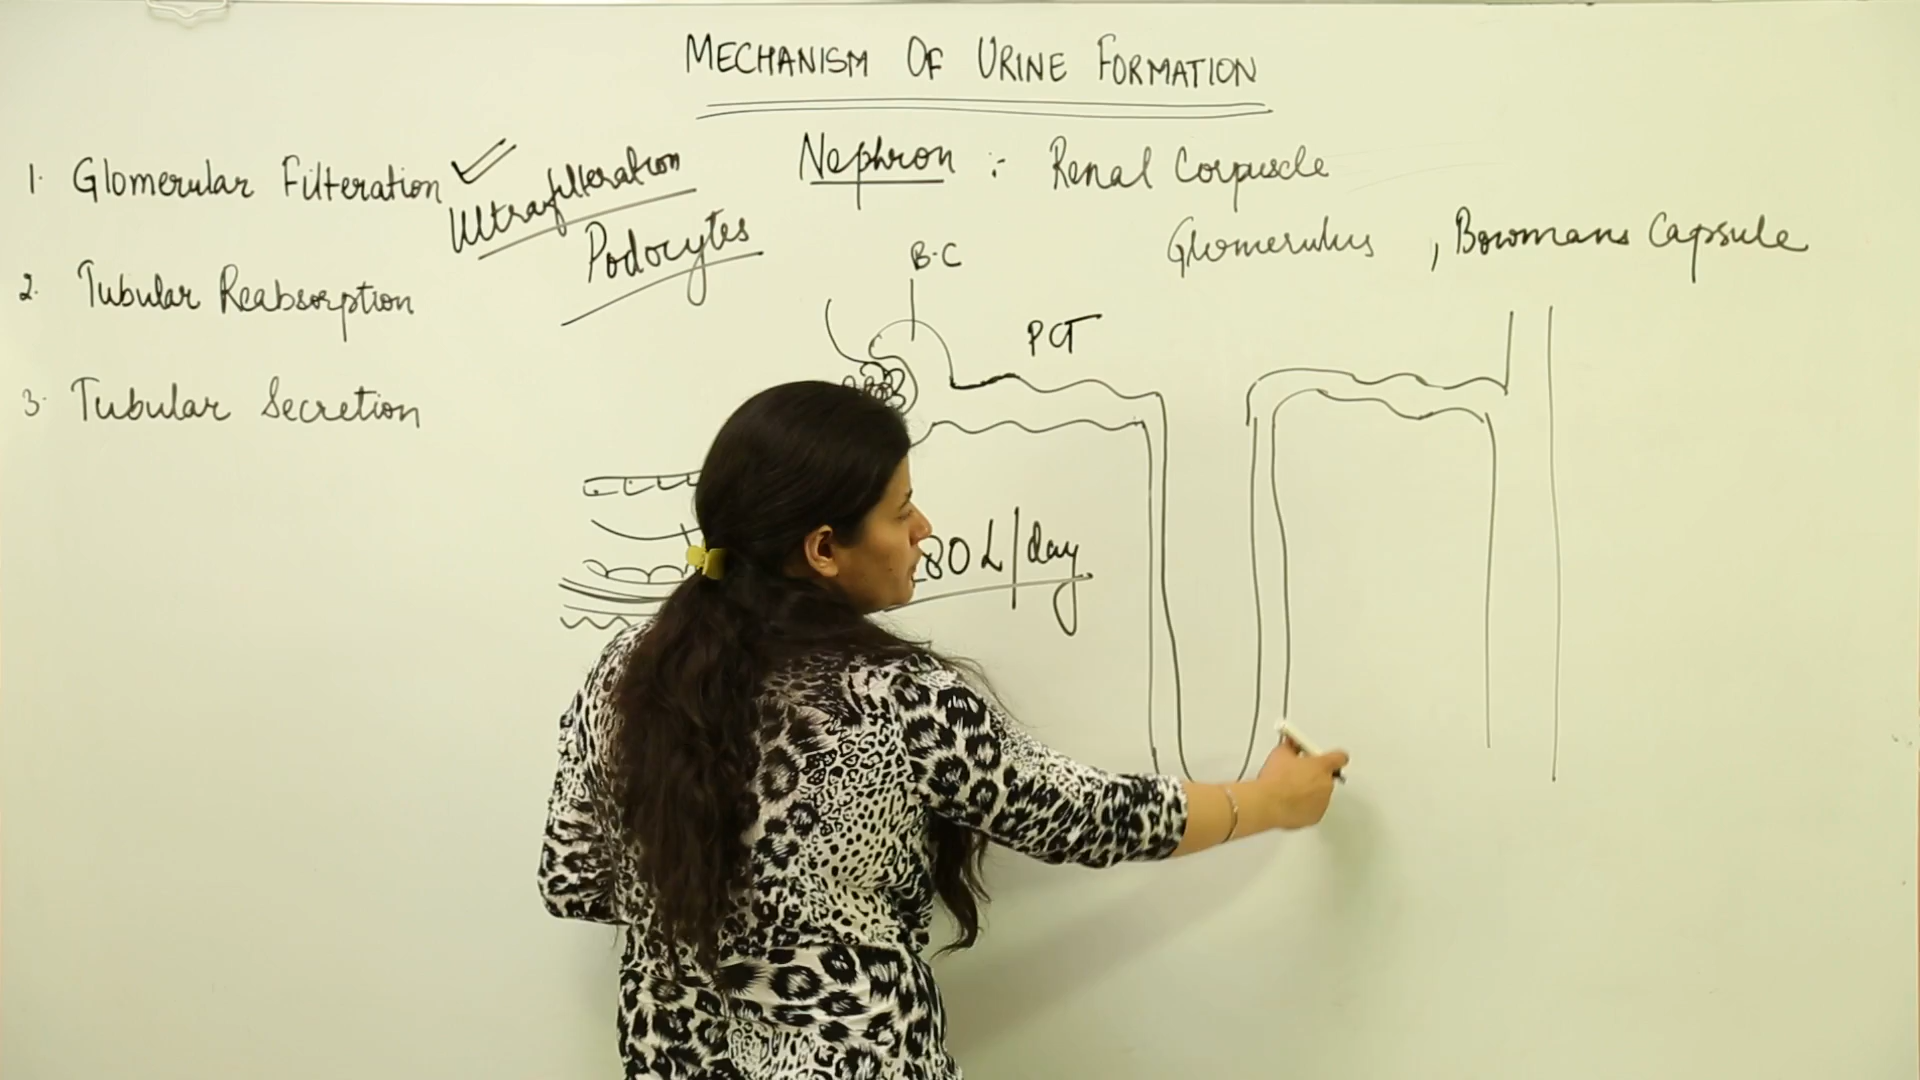 MECHANISM OF URINE FORMATION
1. Glomerular Filteration
Ultrafilteration
Podocytes
2. Tubular Reabsorption
3. Tubular Secretion
Nephron :- Renal Corpuscle
Glomerulus , Bowmans Capsule
B.C
PCT
80 L/day